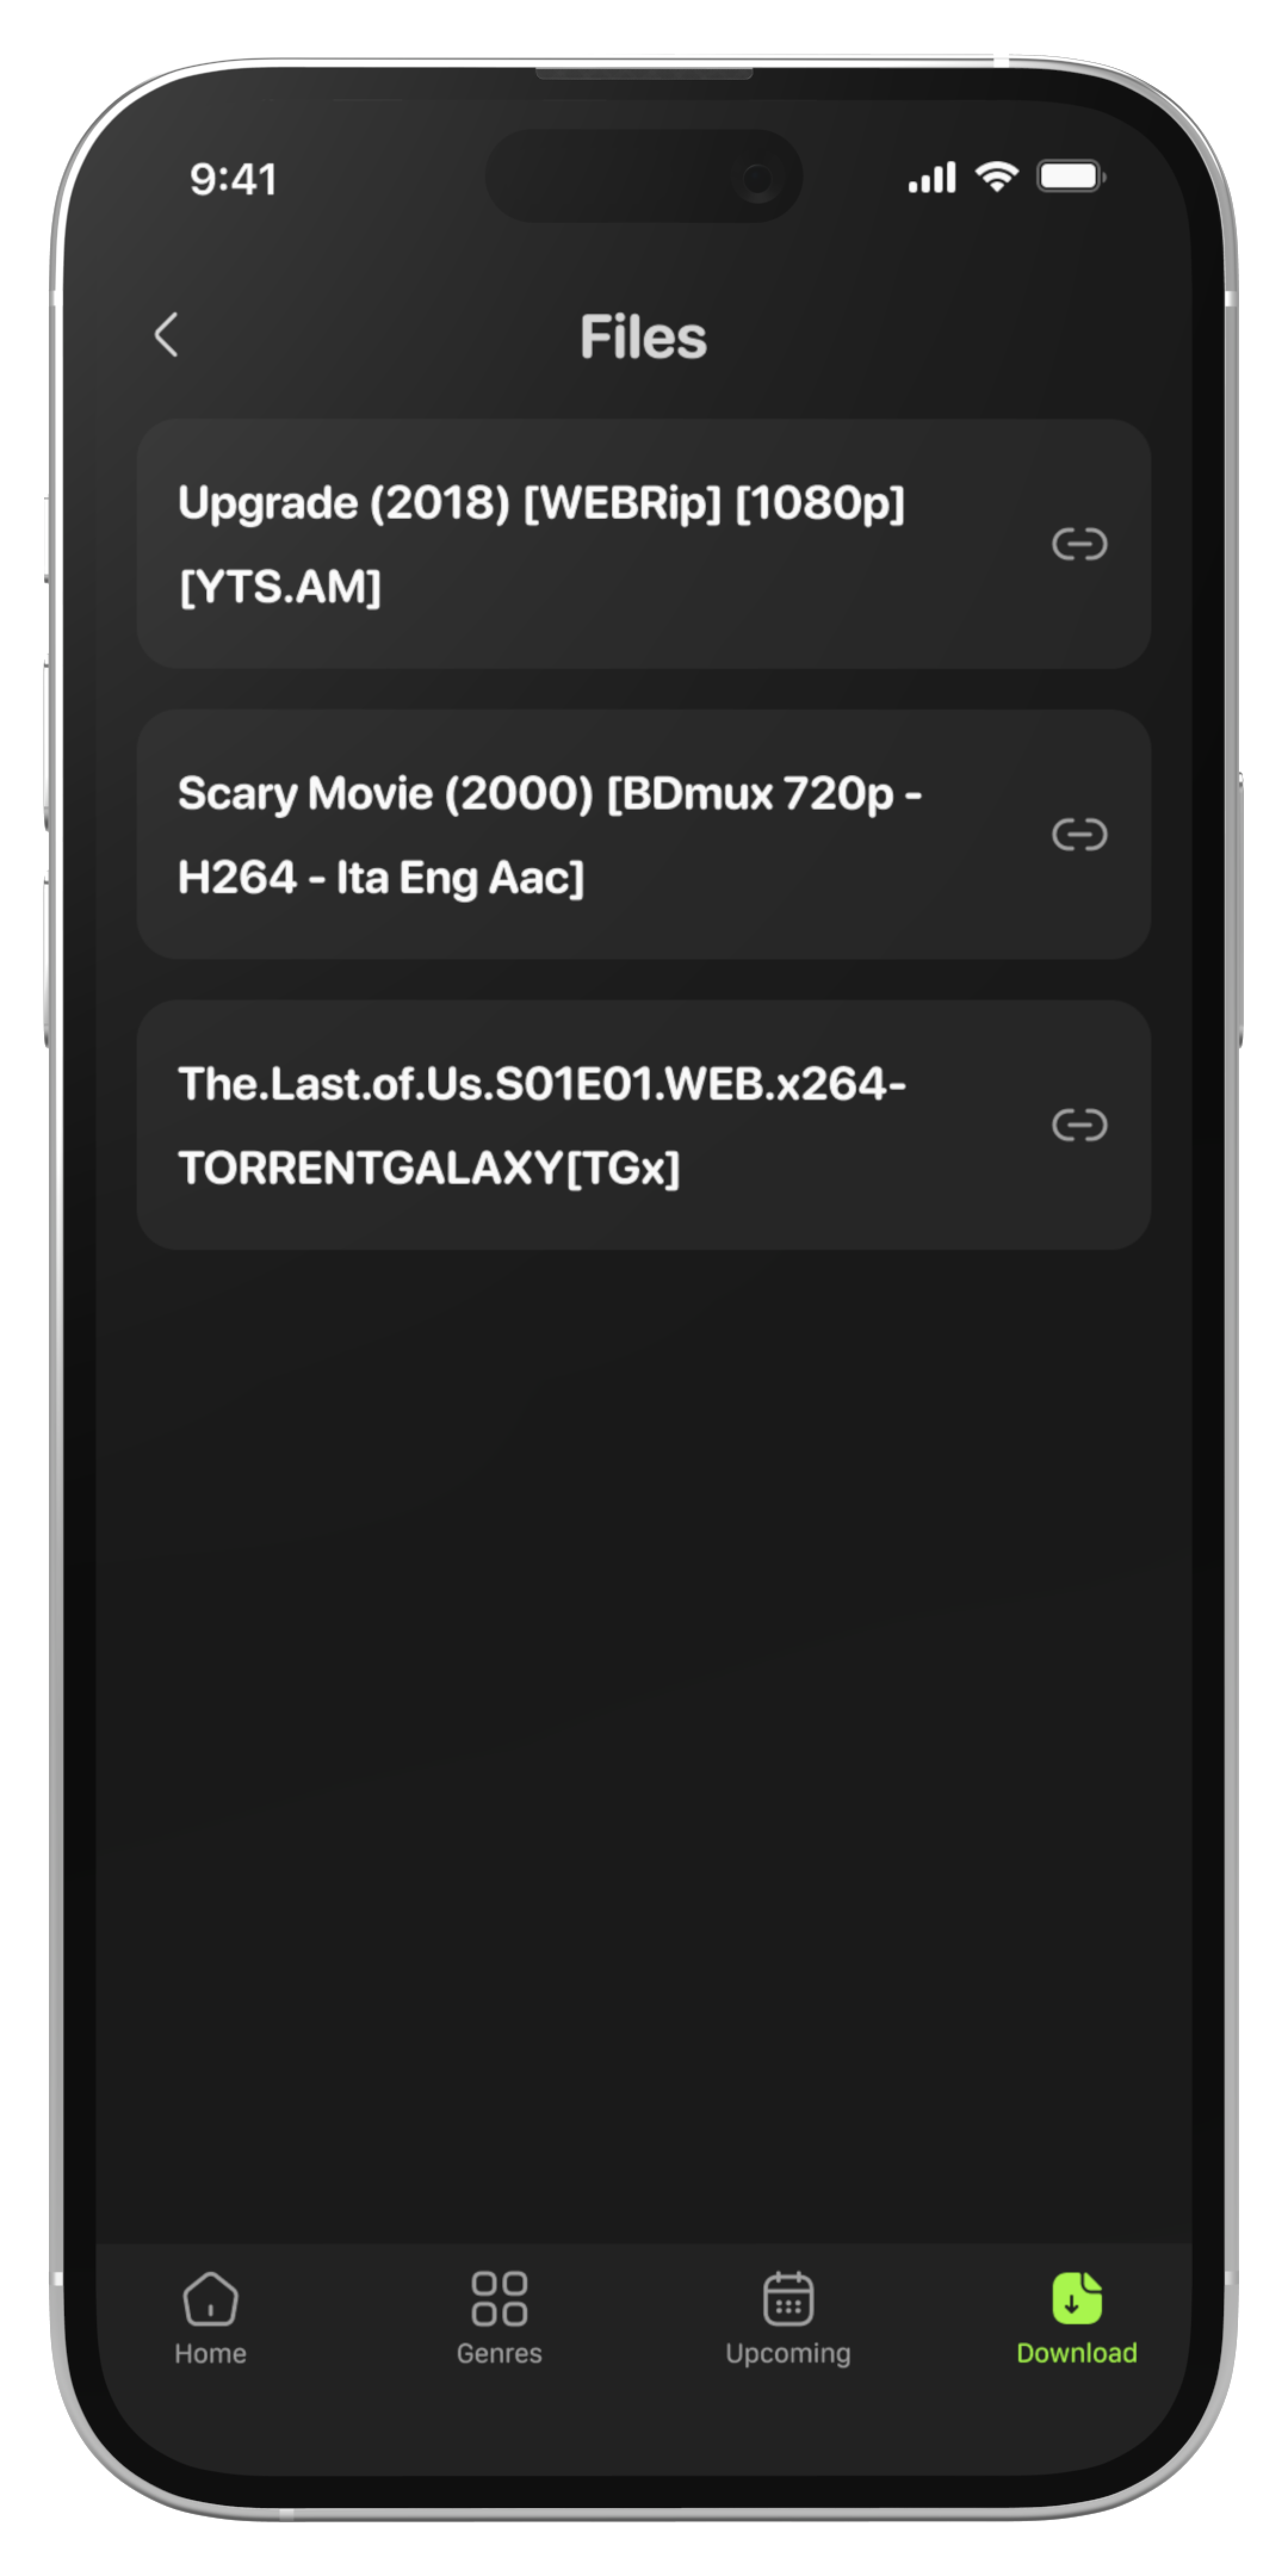 9:41
Files
Upgrade (2018) [WEBRip] [1080p]
[YTS.AM]
Scary Movie (2000) [BDmux 720p -
H264 - Ita Eng Aac]
The.Last.of.Us.S01E01.WEB.x264-
TORRENTGALAXY[TGx]
Home
Genres
Upcoming
Download